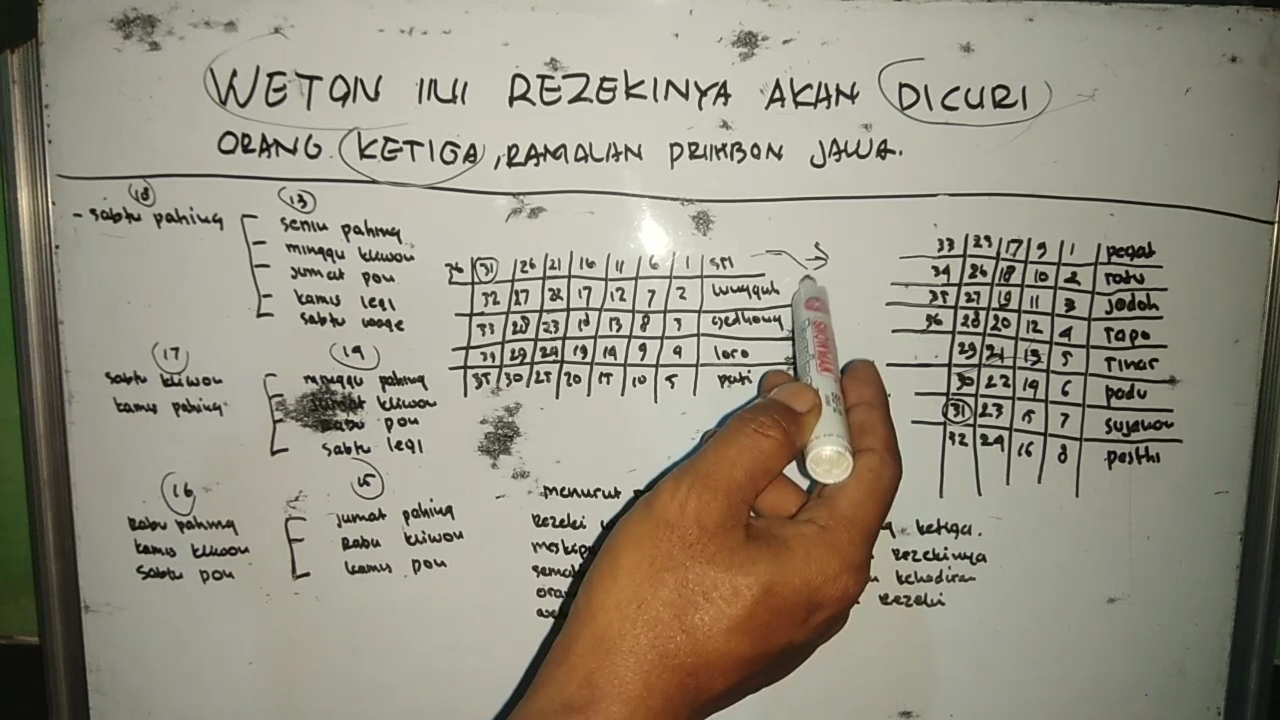 WETON INI REZEKINYA AKAN DICURI
ORANG KETIGA, RAMALAN PRIMBON JAWA.
18
- sabtu pahing
13
senin pahing
minggu kliwon
jumat pon
kamis legi
sabtu wage
17
sabtu kliwon
kamis pahing
14
minggu pahing
kliwon
pon
sabtu legi
16
Rabu pahing
kamis kliwon
sabtu pon
15
jumat pahing
Rabu kliwon
kamis pon
36 31 26 21 16 11 6 1 sri
32 27 22 17 12 7 2 lungguh
33 28 23 18 13 8 3 gedhong
34 29 24 19 14 9 4 loro
35 30 25 20 15 10 5 pati
33 25 17 9 1 pegat
34 26 18 10 2 ratu
35 27 19 11 3 jodoh
36 28 20 12 4 topo
29 21 13 5 tinar
30 22 14 6 padu
31 23 15 7 sujanan
32 24 16 8 pesthi
menurut
Rezeki ketiga.
Rezekinya
kehadiran
Rezeki